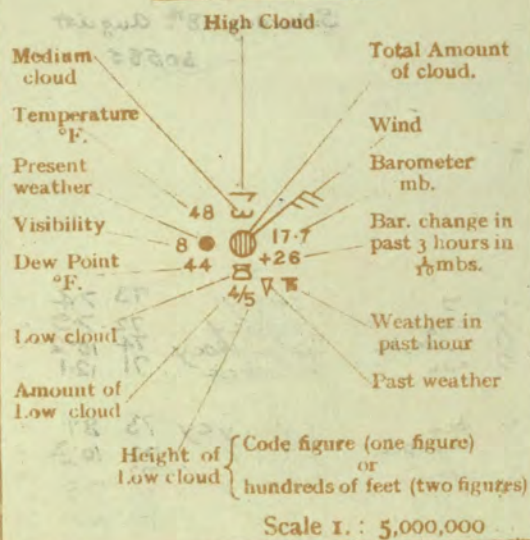 High Cloud
Medium cloud
Total Amount of cloud.
Temperature °F.
Wind
Present weather
Barometer mb.
48
Visibility
8
17·7
Bar. change in past 3 hours in 1/10 mbs.
+26
Dew Point °F.
44
4/5
Low cloud
Weather in past hour
Amount of Low cloud
Past weather
Height of Low cloud { Code figure (one figure)
or
hundreds of feet (two figures)
Scale 1. : 5,000,000